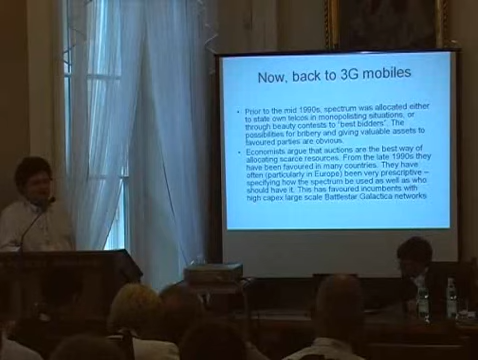 Now, back to 3G mobiles
• Prior to the mid 1990s, spectrum was allocated either
to state own telcos in monopolisting situations, or
through beauty contests to "best bidders". The
possibilities for bribery and giving valuable assets to
favoured parties are obvious.
• Economists argue that auctions are the best way of
allocating scarce resources. From the late 1990s they
have been favoured in many countries. They have
often (particularly in Europe) been very prescriptive –
specifying how the spectrum be used as well as who
should have it. This has favoured incumbents with
high capex large scale Battlestar Galactica networks